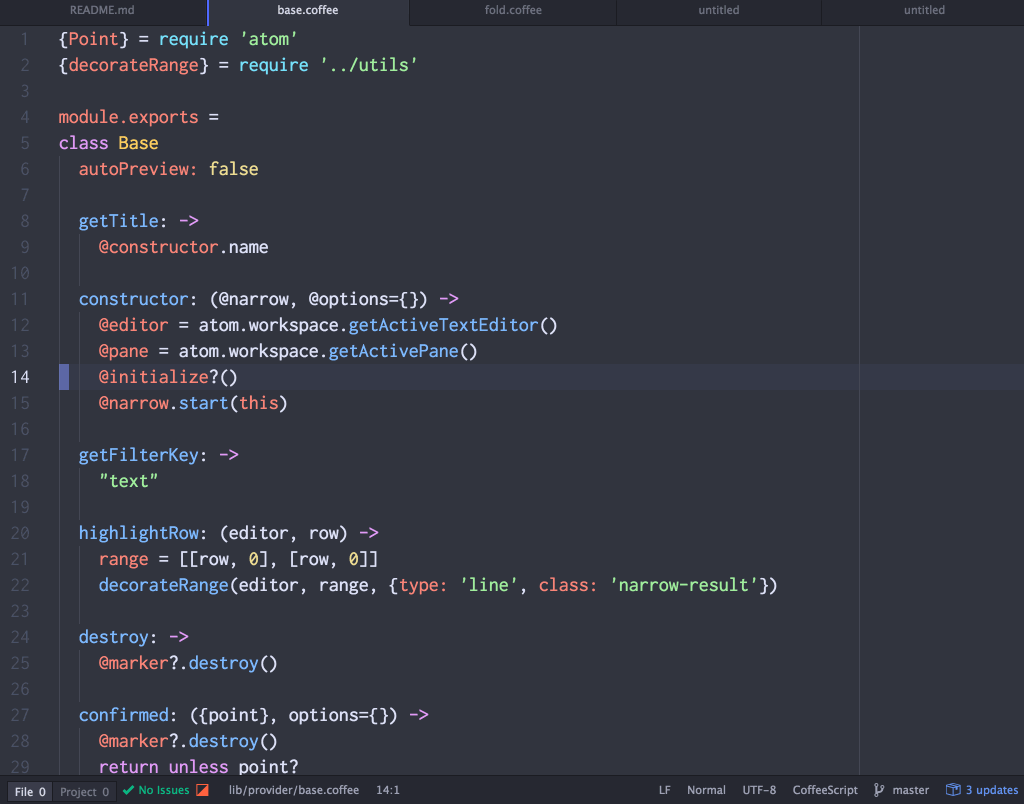 README.md base.coffee fold.coffee untitled untitled
1 {Point} = require 'atom'
2 {decorateRange} = require '../utils'
3
4 module.exports =
5 class Base
6   autoPreview: false
7
8   getTitle: ->
9     @constructor.name
10
11   constructor: (@narrow, @options={}) ->
12     @editor = atom.workspace.getActiveTextEditor()
13     @pane = atom.workspace.getActivePane()
14     @initialize?()
15     @narrow.start(this)
16
17   getFilterKey: ->
18     "text"
19
20   highlightRow: (editor, row) ->
21     range = [[row, 0], [row, 0]]
22     decorateRange(editor, range, {type: 'line', class: 'narrow-result'})
23
24   destroy: ->
25     @marker?.destroy()
26
27   confirmed: ({point}, options={}) ->
28     @marker?.destroy()
29     return unless point?
File 0 Project 0 No Issues lib/provider/base.coffee 14:1 LF Normal UTF-8 CoffeeScript master 3 updates